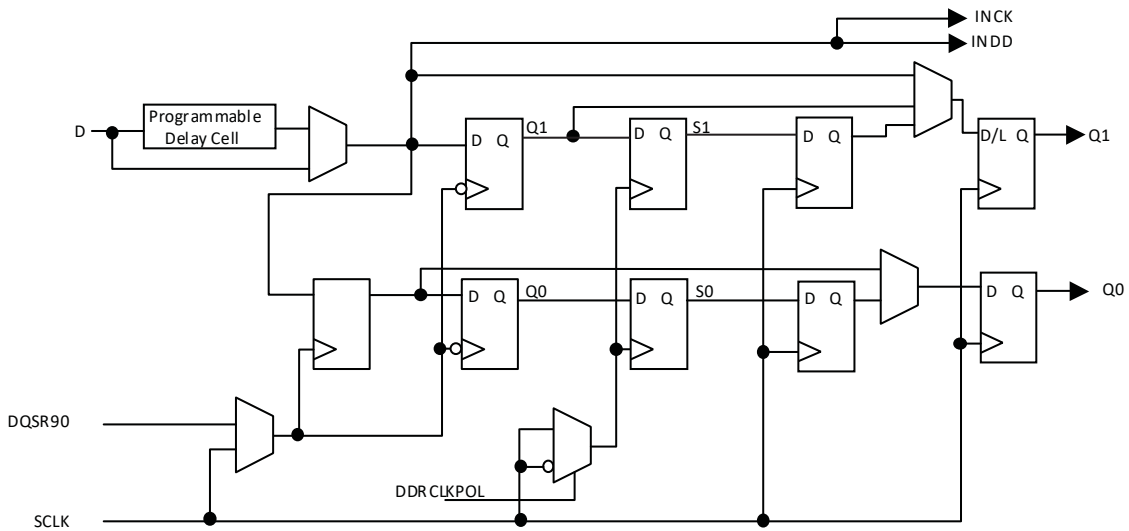 INCK
INDD
Programmable
Delay Cell
D
D Q
Q1
D Q
S1
D Q
D/L Q
Q1
D Q
Q0
D Q
S0
D Q
D Q
Q0
DQSR90
DDRCLKPOL
SCLK